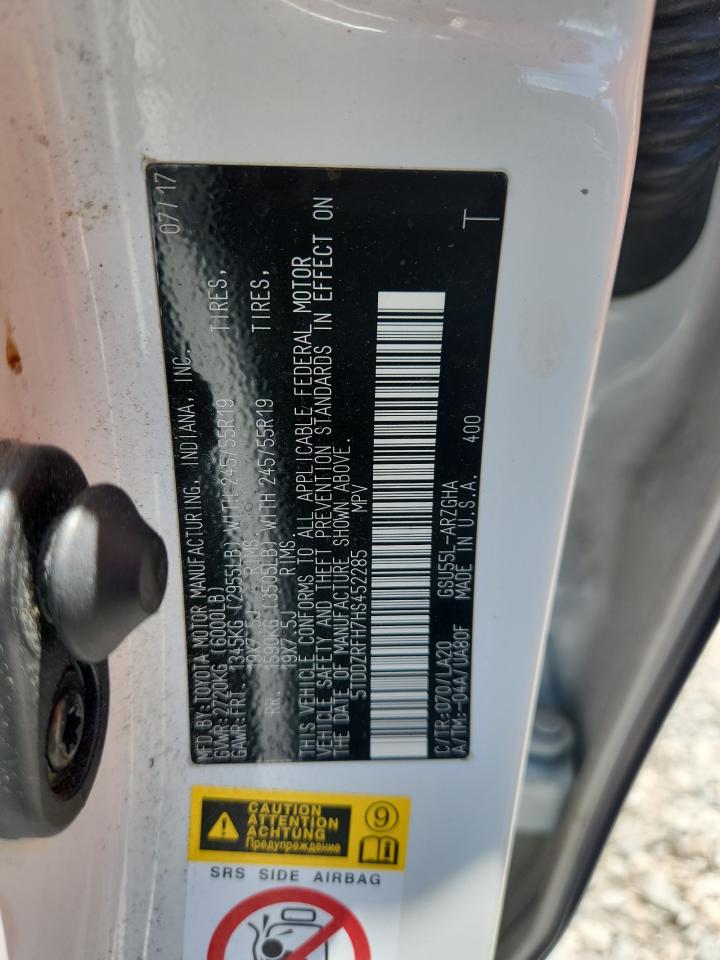 07/17
MFD.BY:TOYOTA MOTOR MANUFACTURING, INDIANA, INC.
GVWR:2720KG(6000LB)
GAWR:FRT. 1345KG (2955LB) WITH 245/55R19 TIRES,
19X7.5J RIMS.
RR. 1590KG (3505LB) WITH 245/55R19 TIRES,
19X7.5J RIMS.
THIS VEHICLE CONFORMS TO ALL APPLICABLE FEDERAL MOTOR
VEHICLE SAFETY AND THEFT PREVENTION STANDARDS IN EFFECT ON
THE DATE OF MANUFACTURE SHOWN ABOVE.
5TDDZRFH7HS452285 MPV
C/TR:070/LA20 GSU55L-ARZGHA
A/TM:-04A/UA80F MADE IN U.S.A. 400 T
CAUTION
ATTENTION
ACHTUNG
Предупреждение
9
SRS SIDE AIRBAG